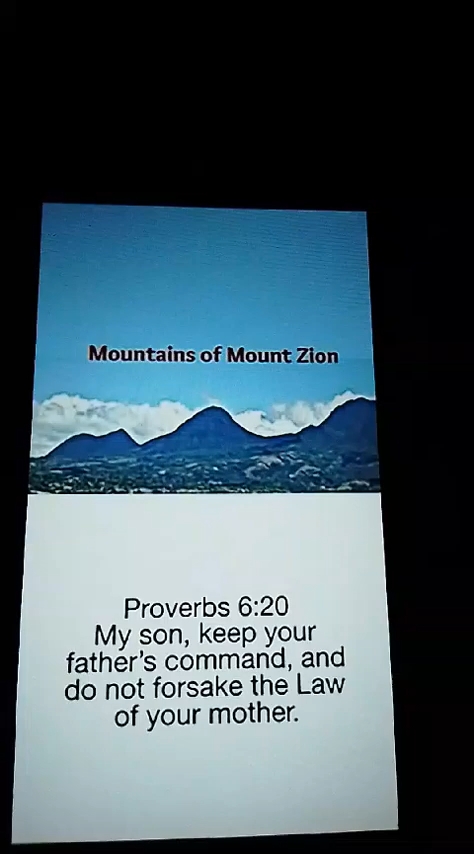 Mountains of Mount Zion
Proverbs 6:20
My son, keep your
father's command, and
do not forsake the Law
of your mother.